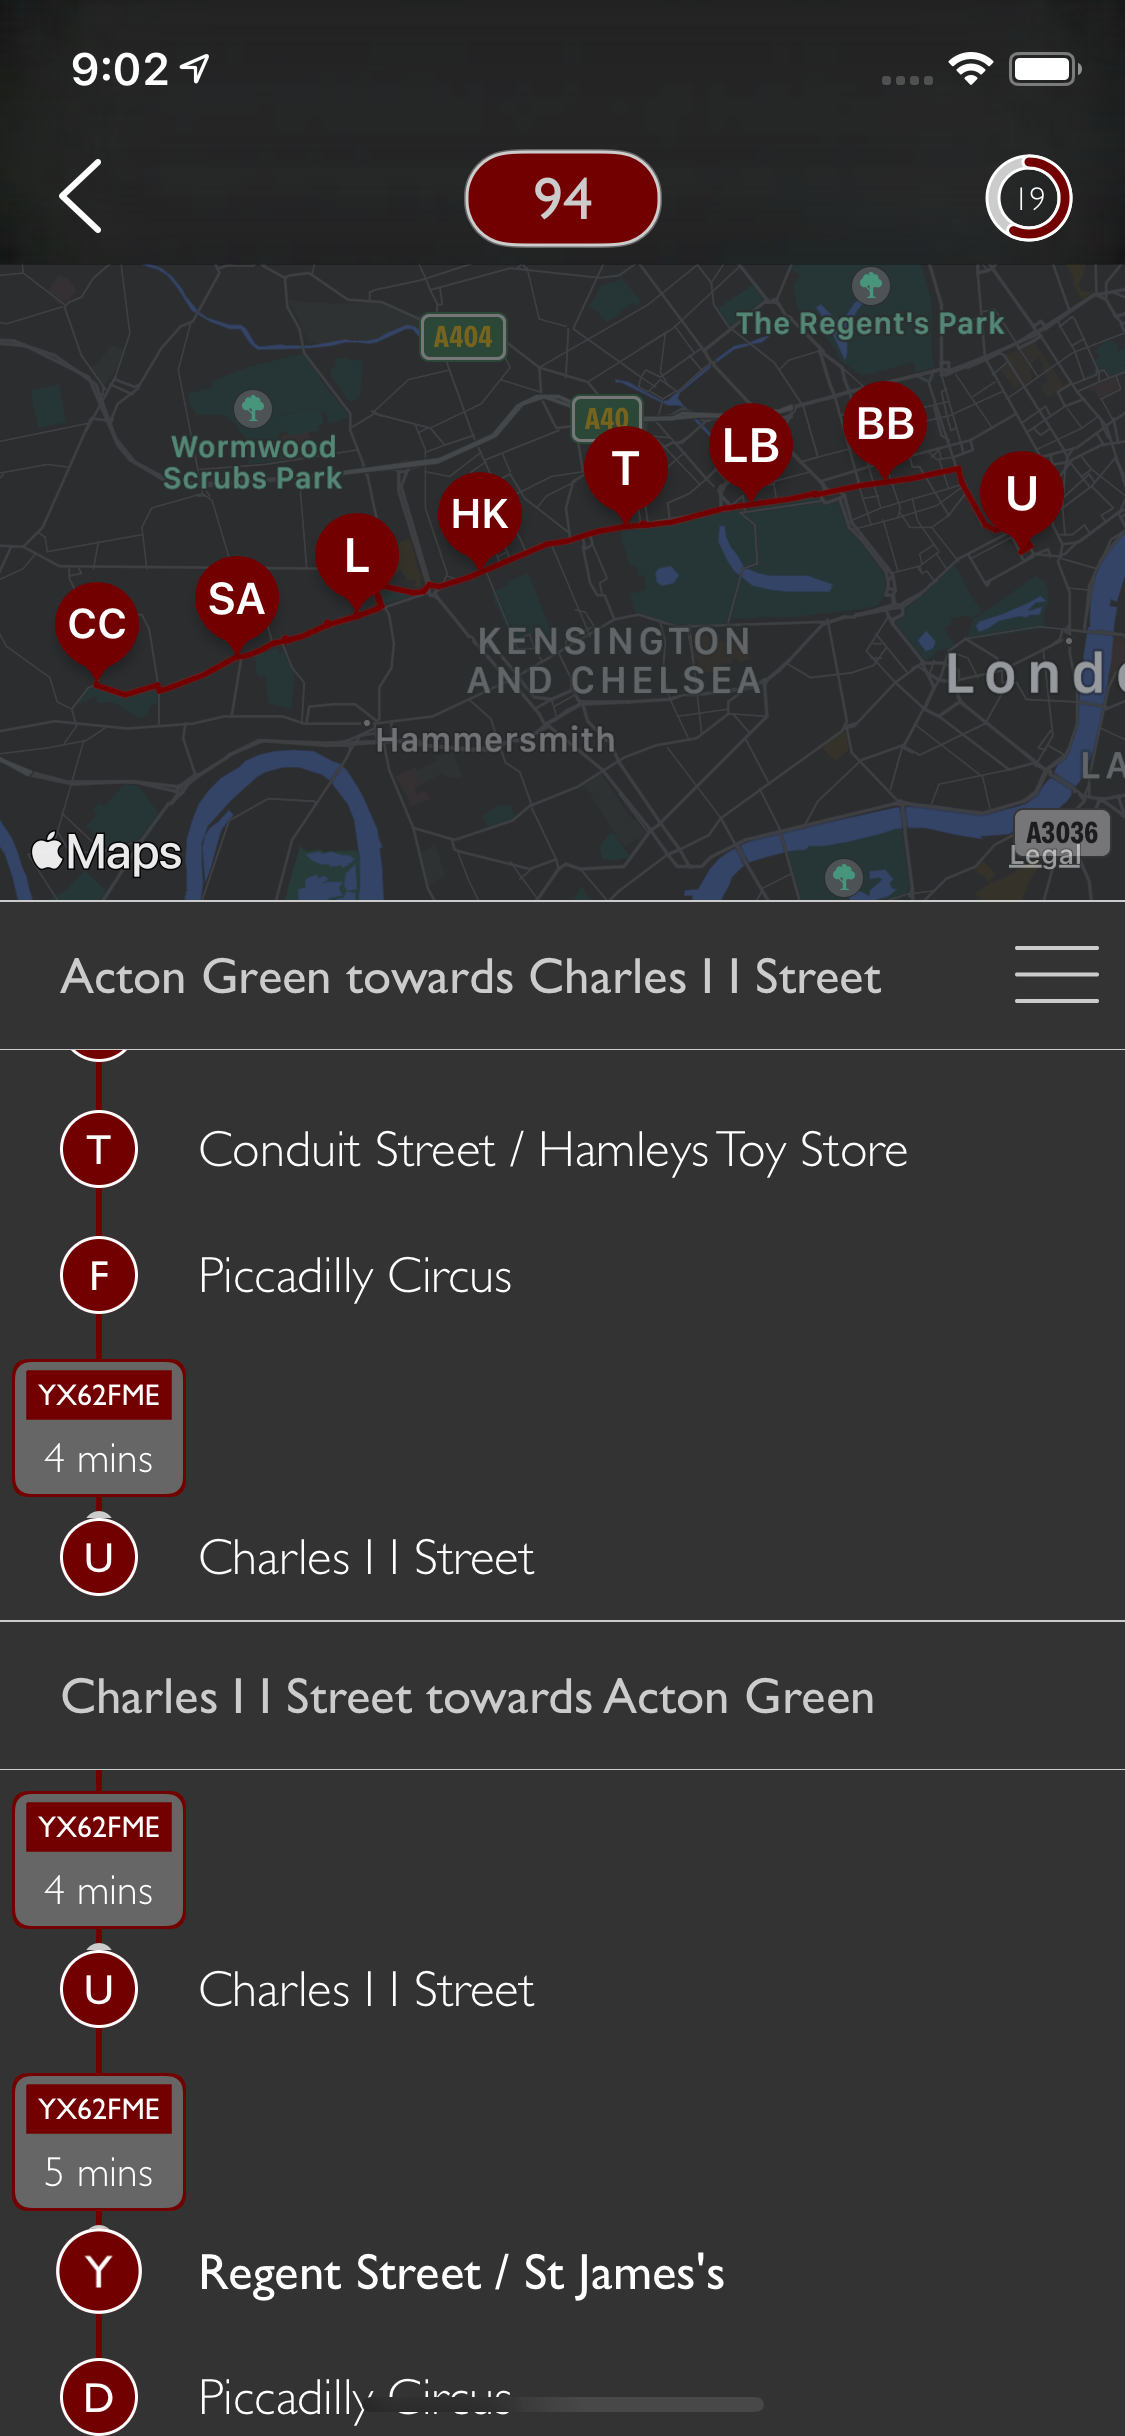 9:02
94
19
The Regent's Park
A404
A40
Wormwood
Scrubs Park
BB
LB
T
U
HK
L
SA
CC
KENSINGTON
AND CHELSEA
Hammersmith
Maps
A3036
Legal
Acton Green towards Charles I I Street
T
Conduit Street / Hamleys Toy Store
F
Piccadilly Circus
YX62FME
4 mins
U
Charles I I Street
Charles I I Street towards Acton Green
YX62FME
4 mins
U
Charles I I Street
YX62FME
5 mins
Y
Regent Street / St James's
D
Piccadilly Circus